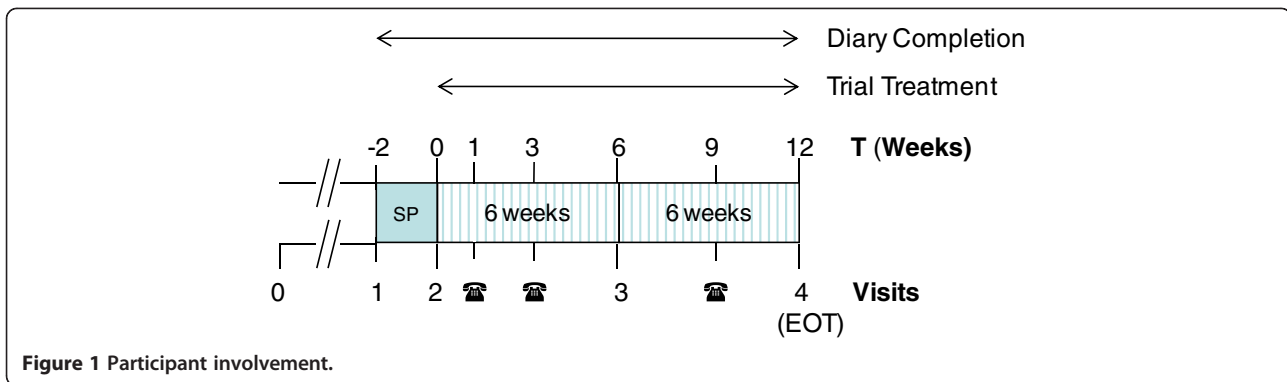 Diary Completion
Trial Treatment
-2 0 1 3 6 9 12 T (Weeks)
SP 6 weeks 6 weeks
0 1 2 ☎ ☎ 3 ☎ 4 Visits
(EOT)
Figure 1 Participant involvement.